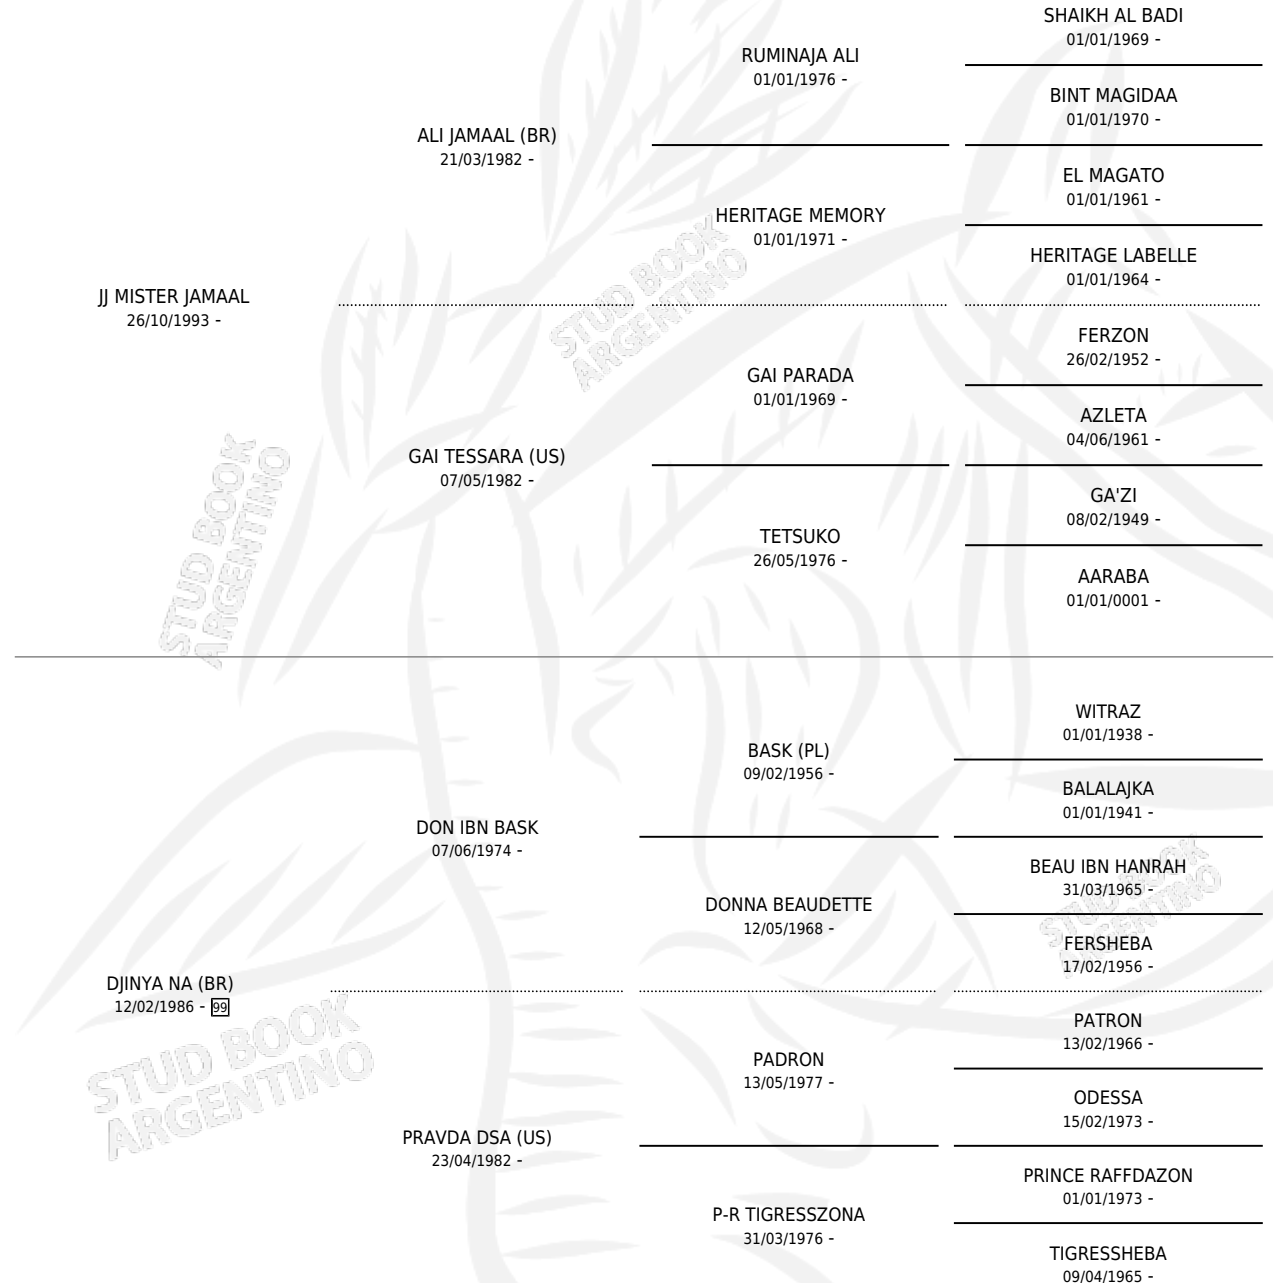 SHAIKH AL BADI
01/01/1969 -
RUMINAJA ALI
01/01/1976 -
BINT MAGIDAA
01/01/1970 -
ALI JAMAAL (BR)
21/03/1982 -
EL MAGATO
01/01/1961 -
HERITAGE MEMORY
01/01/1971 -
HERITAGE LABELLE
01/01/1964 -
JJ MISTER JAMAAL
26/10/1993 -
STUD BOOK
ARGENTINO
FERZON
26/02/1952 -
GAI PARADA
01/01/1969 -
AZLETA
04/06/1961 -
GAI TESSARA (US)
07/05/1982 -
GA'ZI
08/02/1949 -
TETSUKO
26/05/1976 -
AARABA
01/01/0001 -
STUD BOOK
ARGENTINO
WITRAZ
01/01/1938 -
BASK (PL)
09/02/1956 -
BALALAJKA
01/01/1941 -
DON IBN BASK
07/06/1974 -
BEAU IBN HANRAH
31/03/1965 -
DONNA BEAUDETTE
12/05/1968 -
FERSHEBA
17/02/1956 -
STUD BOOK
ARGENTINO
DJINYA NA (BR)
12/02/1986 - 99
PATRON
13/02/1966 -
PADRON
13/05/1977 -
ODESSA
15/02/1973 -
STUD BOOK
ARGENTINO
PRAVDA DSA (US)
23/04/1982 -
PRINCE RAFFDAZON
01/01/1973 -
P-R TIGRESSZONA
31/03/1976 -
TIGRESSHEBA
09/04/1965 -